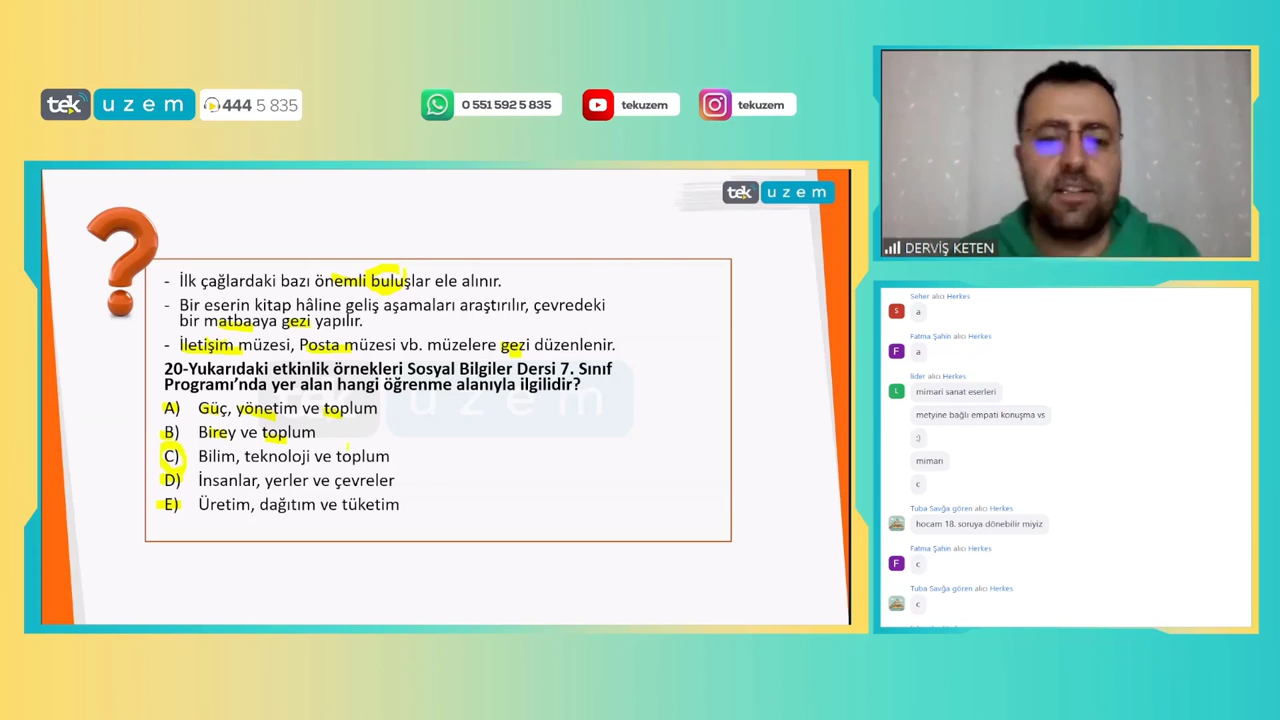 tek uzem 444 5 835
0 551 592 5 835
tekuzem
tekuzem
tek uzem
- İlk çağlardaki bazı önemli buluşlar ele alınır.
- Bir eserin kitap hâline geliş aşamaları araştırılır, çevredeki
bir matbaaya gezi yapılır.
- İletişim müzesi, Posta müzesi vb. müzelere gezi düzenlenir.
20-Yukarıdaki etkinlik örnekleri Sosyal Bilgiler Dersi 7. Sınıf
Programı'nda yer alan hangi öğrenme alanıyla ilgilidir?
A) Güç, yönetim ve toplum
B) Birey ve toplum
C) Bilim, teknoloji ve toplum
D) İnsanlar, yerler ve çevreler
E) Üretim, dağıtım ve tüketim
uzem
DERVİŞ KETEN
Seher alıcı Herkes
S a
Fatma Şahin alıcı Herkes
F a
lider alıcı Herkes
L mimari sanat eserleri
metyine bağlı empati konuşma vs
:)
mimarı
c
Tuba Savğa gören alıcı Herkes
hocam 18. soruya dönebilir miyiz
Fatma Şahin alıcı Herkes
F c
Tuba Savğa gören alıcı Herkes
c